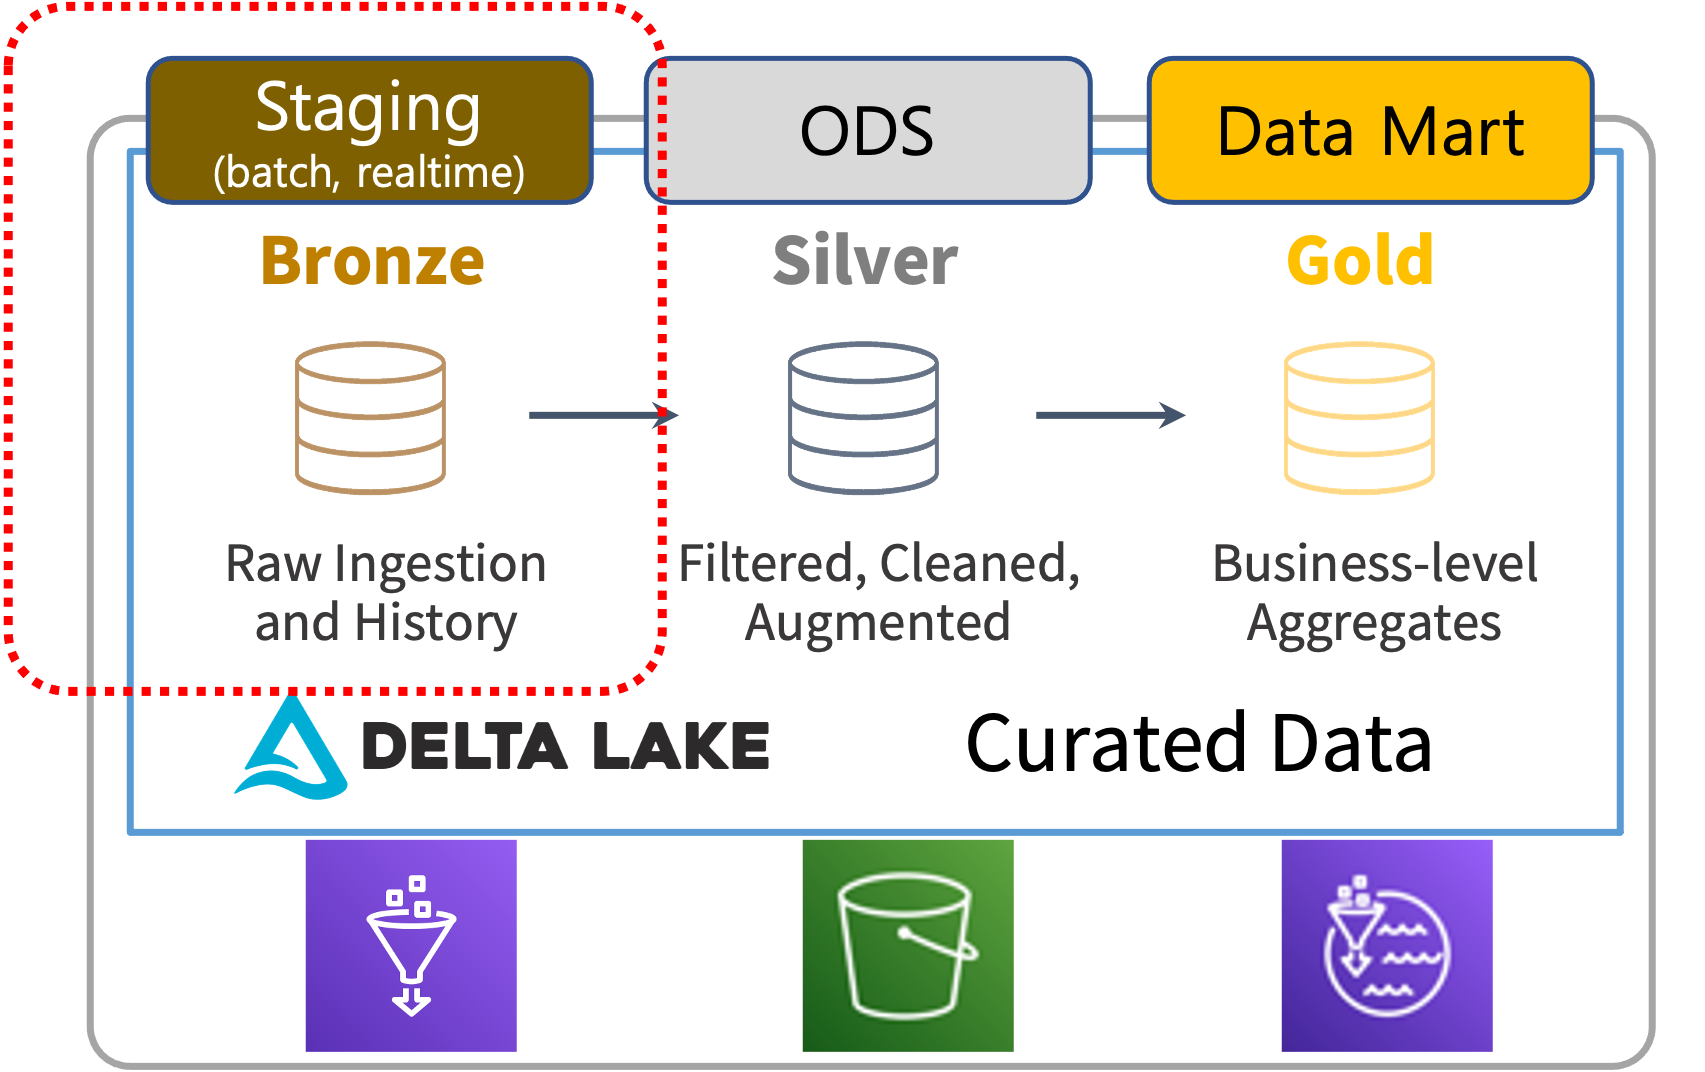 Staging
(batch, realtime)
ODS
Data Mart
Bronze
Silver
Gold
Raw Ingestion
and History
Filtered, Cleaned,
Augmented
Business-level
Aggregates
DELTA LAKE
Curated Data